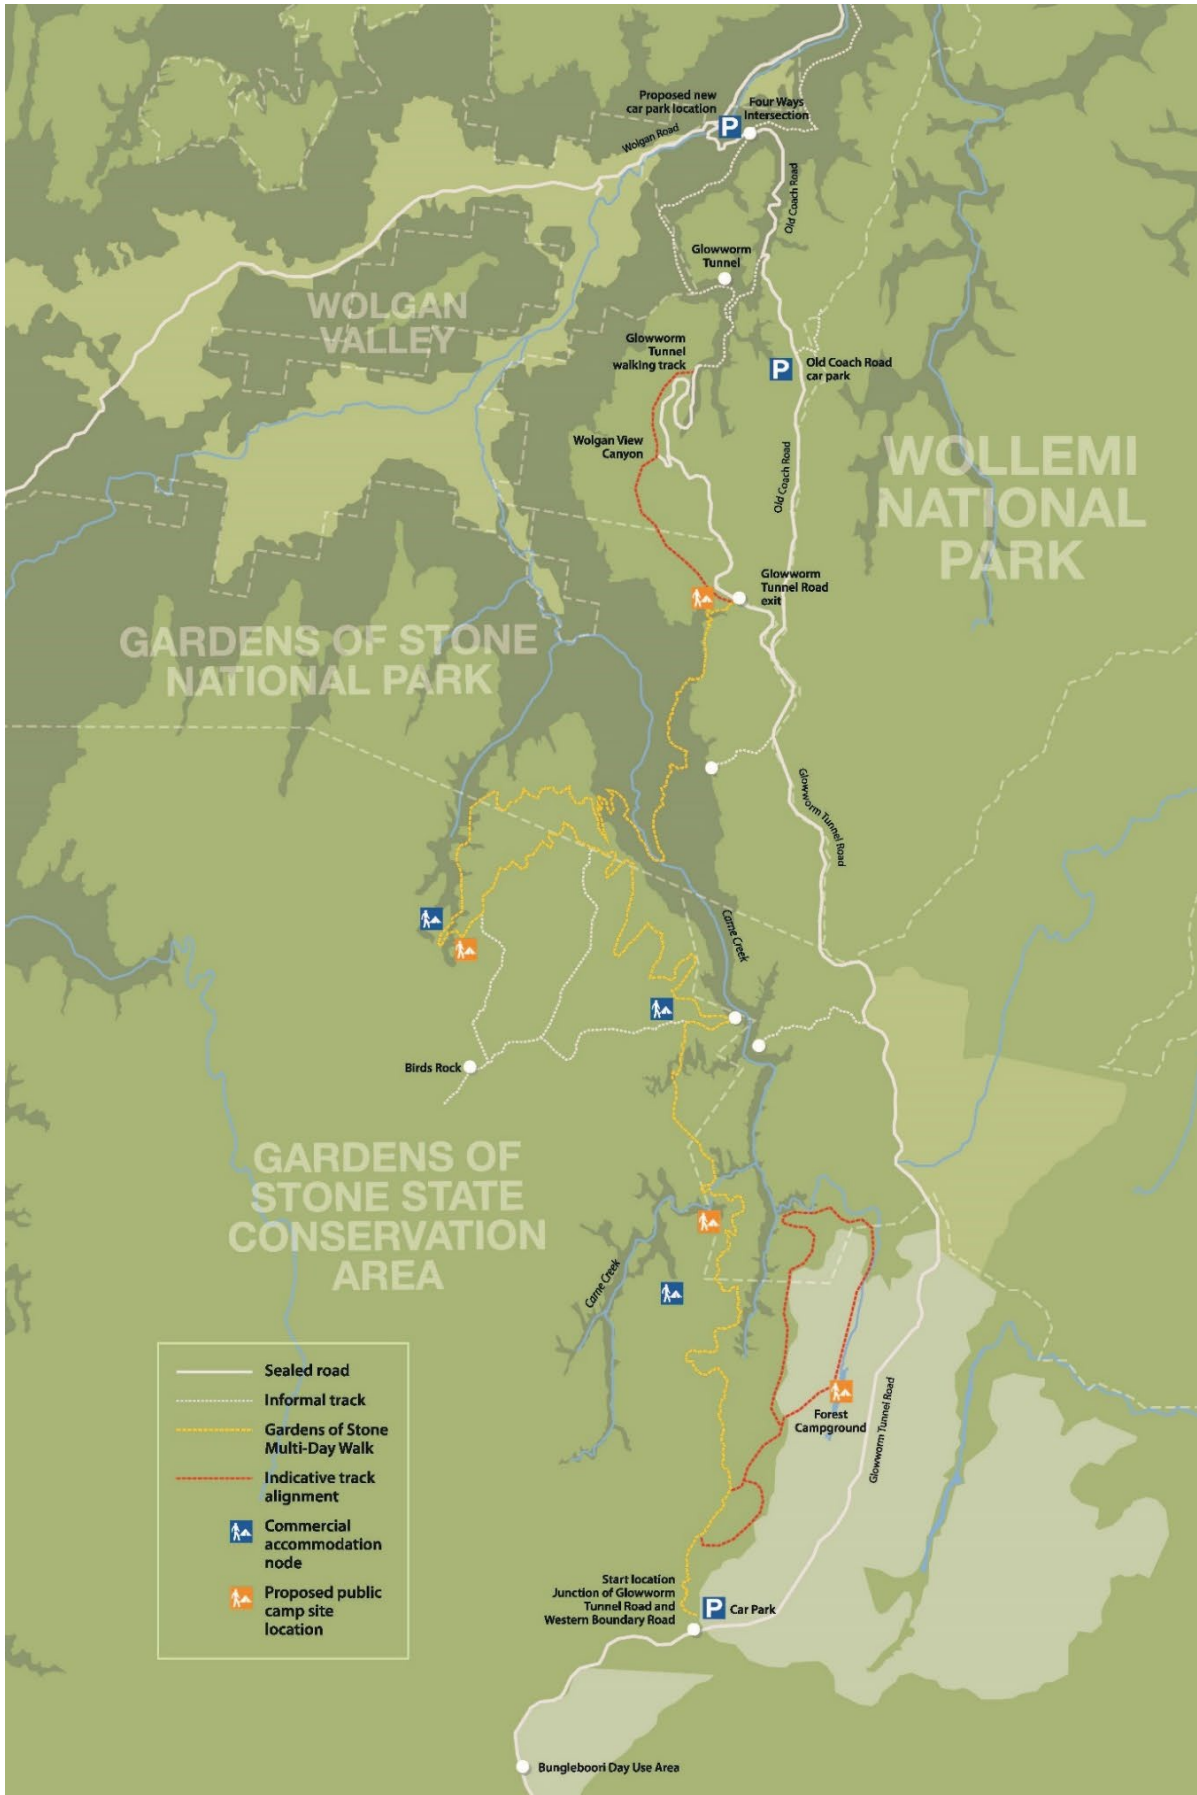 Proposed new
car park location
Four Ways
Intersection
Wolgan Road
Old Coach Road
Glowworm
Tunnel
WOLGAN
VALLEY
Glowworm
Tunnel
walking track
P
P
Old Coach Road
car park
Wolgan View
Canyon
Old Coach Road
WOLLEMI
NATIONAL
PARK
Glowworm
Tunnel Road
exit
GARDENS OF STONE
NATIONAL PARK
Glowworm Tunnel Road
Carne Creek
Birds Rock
GARDENS OF
STONE STATE
CONSERVATION
AREA
Carne Creek
Forest
Campground
Glowworm Tunnel Road
Sealed road
Informal track
Gardens of Stone
Multi-Day Walk
Indicative track
alignment
Commercial
accommodation
node
Proposed public
camp site
location
Start location
Junction of Glowworm
Tunnel Road and
Western Boundary Road
P
Car Park
Bungleboori Day Use Area